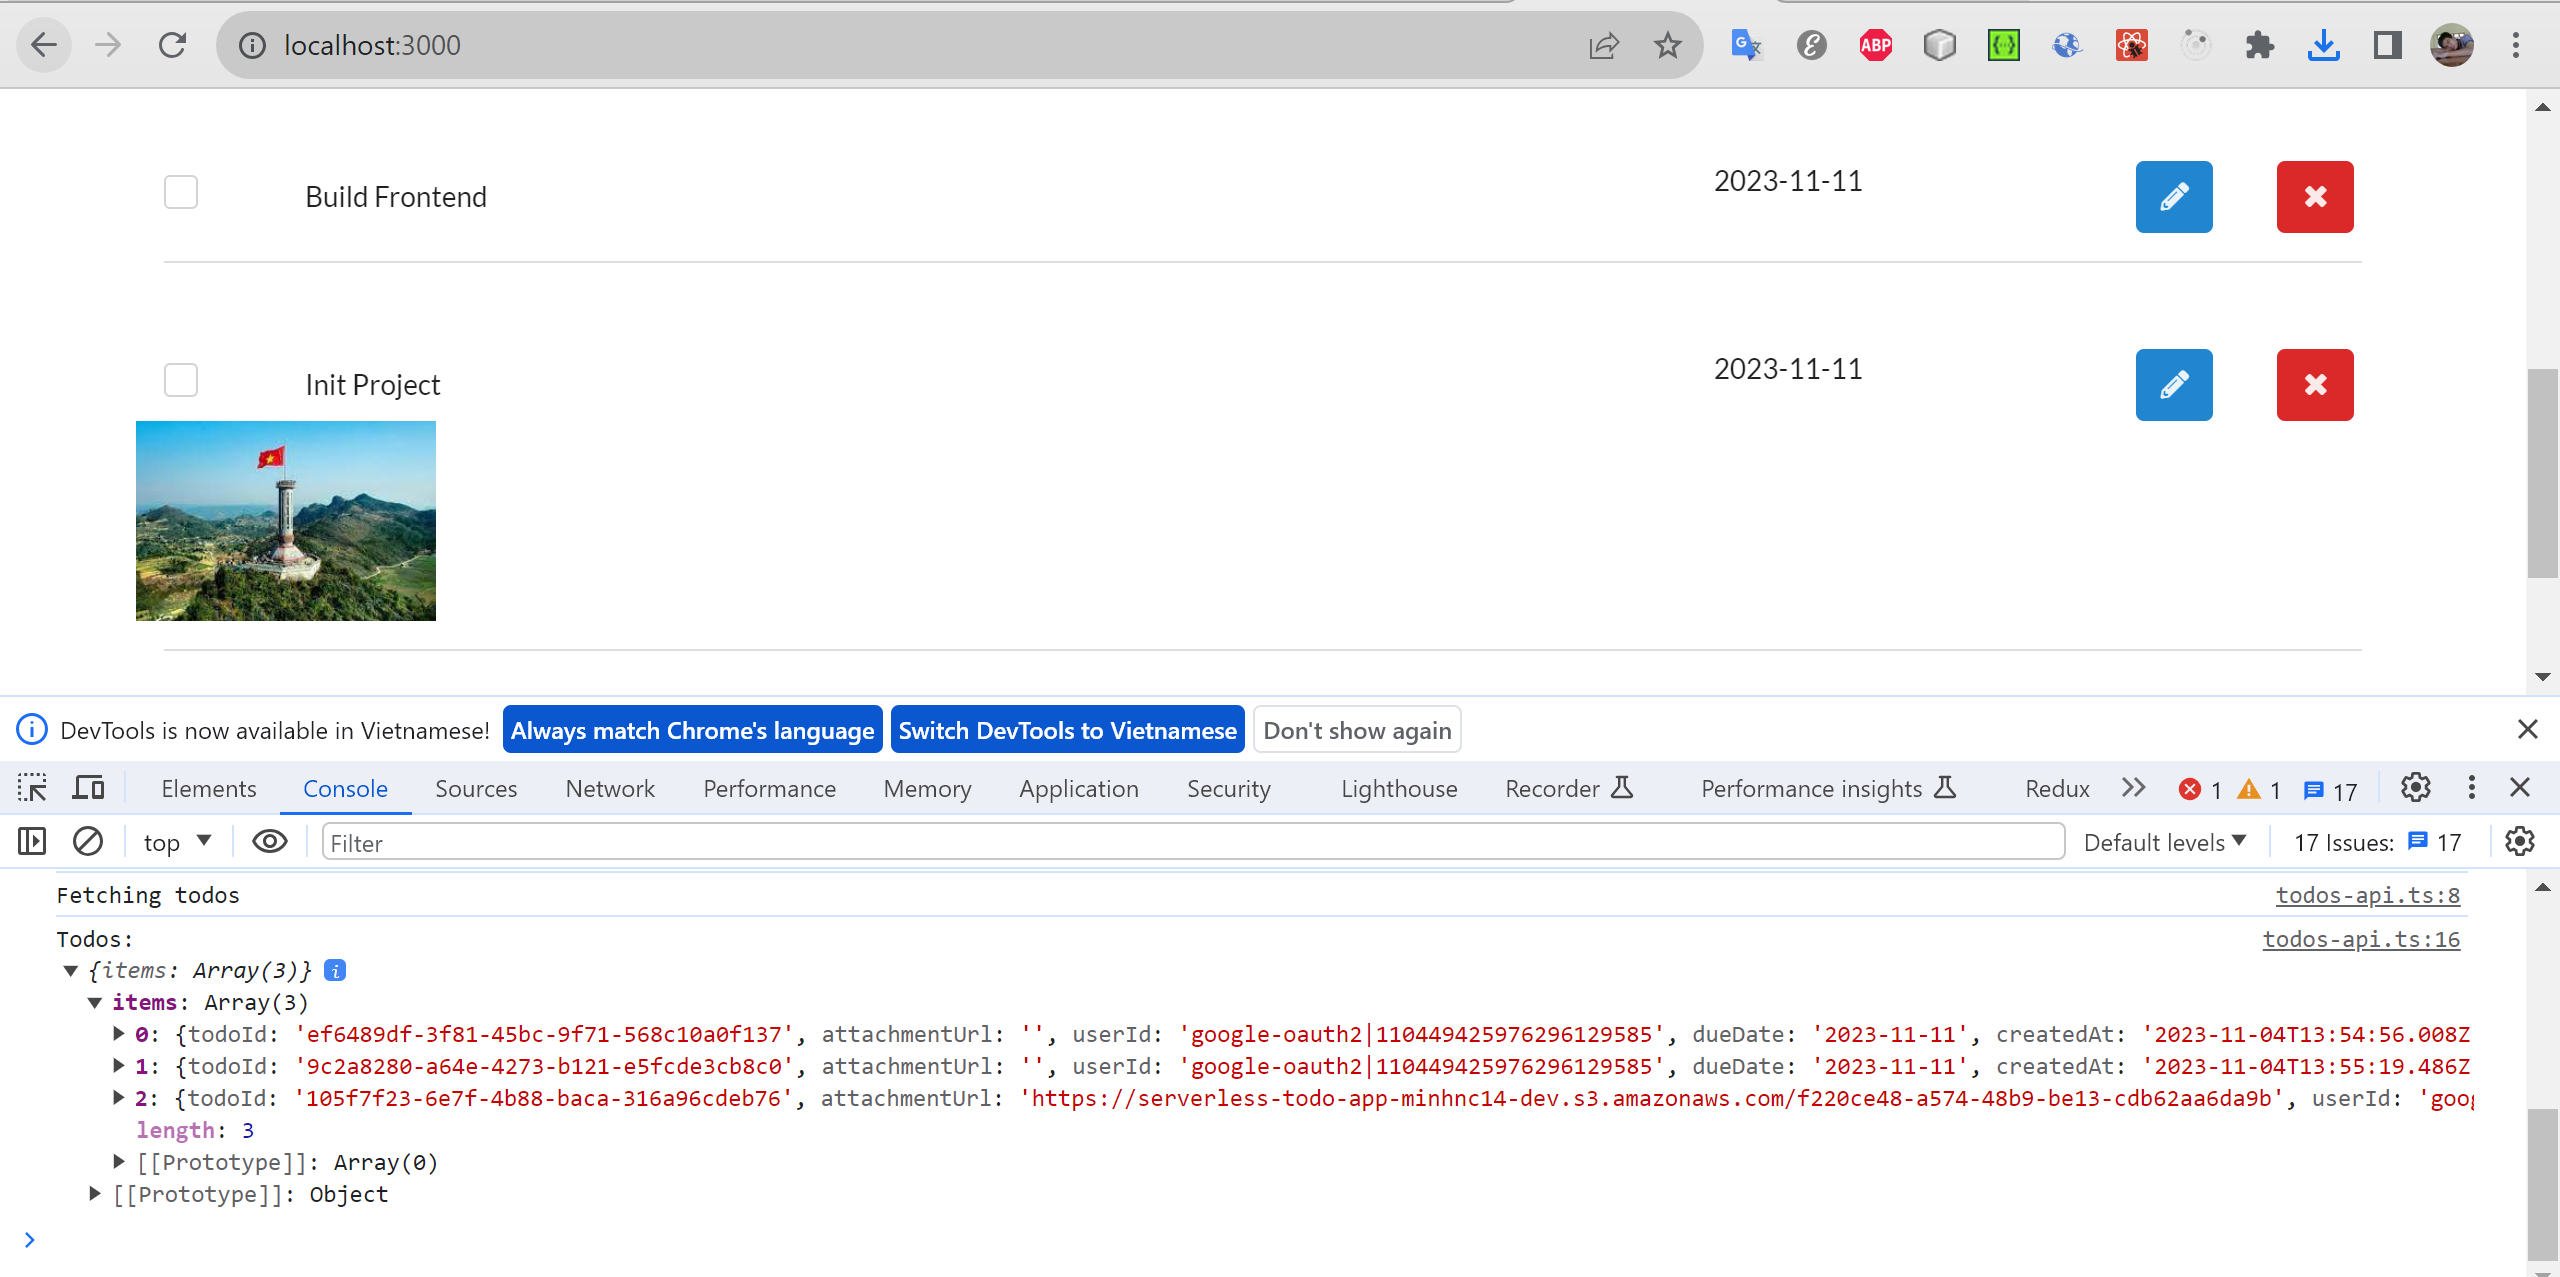 localhost:3000
ABP
Build Frontend 2023-11-11
Init Project 2023-11-11
DevTools is now available in Vietnamese! Always match Chrome's language Switch DevTools to Vietnamese Don't show again
Elements Console Sources Network Performance Memory Application Security Lighthouse Recorder Performance insights Redux 1 1 17
top Filter Default levels 17 Issues: 17
Fetching todos todos-api.ts:8
Todos: todos-api.ts:16
{items: Array(3)} i
items: Array(3)
0: {todoId: 'ef6489df-3f81-45bc-9f71-568c10a0f137', attachmentUrl: '', userId: 'google-oauth2|110449425976296129585', dueDate: '2023-11-11', createdAt: '2023-11-04T13:54:56.008Z
1: {todoId: '9c2a8280-a64e-4273-b121-e5fcde3cb8c0', attachmentUrl: '', userId: 'google-oauth2|110449425976296129585', dueDate: '2023-11-11', createdAt: '2023-11-04T13:55:19.486Z
2: {todoId: '105f7f23-6e7f-4b88-baca-316a96cdeb76', attachmentUrl: 'https://serverless-todo-app-minhnc14-dev.s3.amazonaws.com/f220ce48-a574-48b9-be13-cdb62aa6da9b', userId: 'goog
length: 3
[[Prototype]]: Array(0)
[[Prototype]]: Object